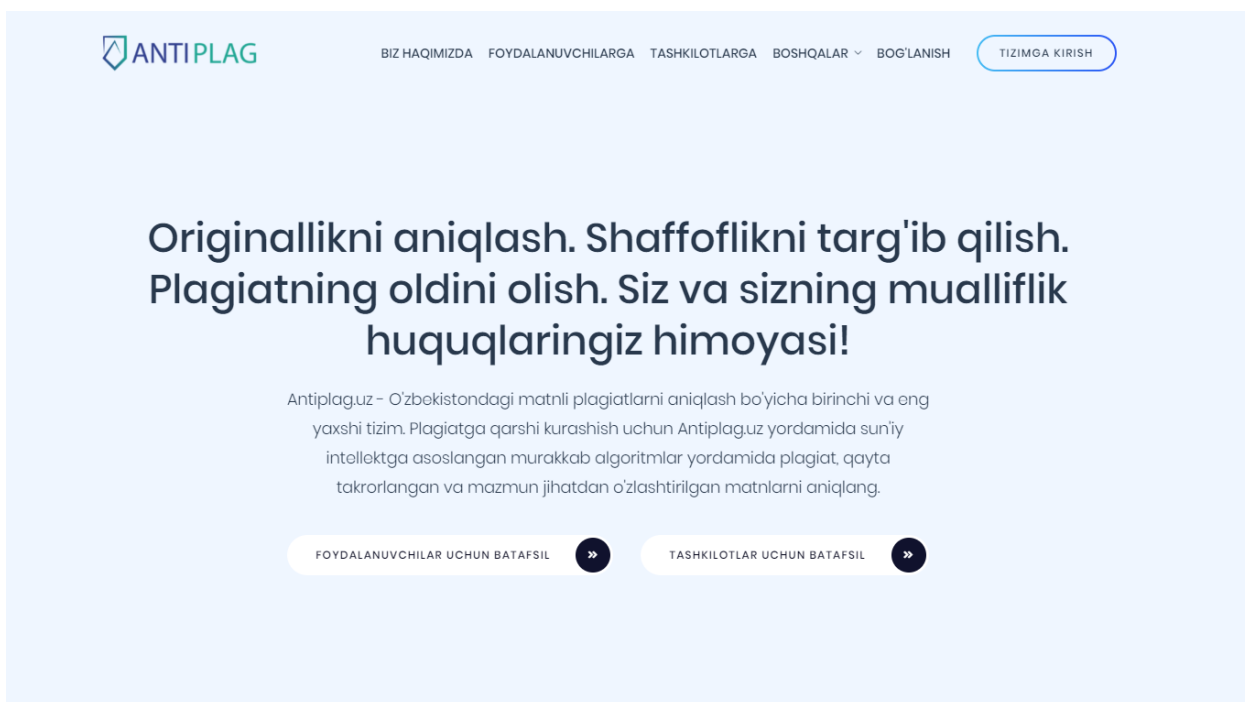 ANTIPLAG
BIZ HAQIMIZDA FOYDALANUVCHILARGA TASHKILOTLARGA BOSHQALAR BOG'LANISH TIZIMGA KIRISH
Originallikni aniqlash. Shaffoflikni targ'ib qilish.
Plagiatning oldini olish. Siz va sizning mualliflik
huquqlaringiz himoyasi!
Antiplag.uz - O'zbekistondagi matnli plagiatlarni aniqlash bo'yicha birinchi va eng
yaxshi tizim. Plagiatga qarshi kurashish uchun Antiplag.uz yordamida sun'iy
intellektga asoslangan murakkab algoritmlar yordamida plagiat, qayta
takrorlangan va mazmun jihatdan o'zlashtirilgan matnlarni aniqlang.
FOYDALANUVCHILAR UCHUN BATAFSIL
TASHKILOTLAR UCHUN BATAFSIL